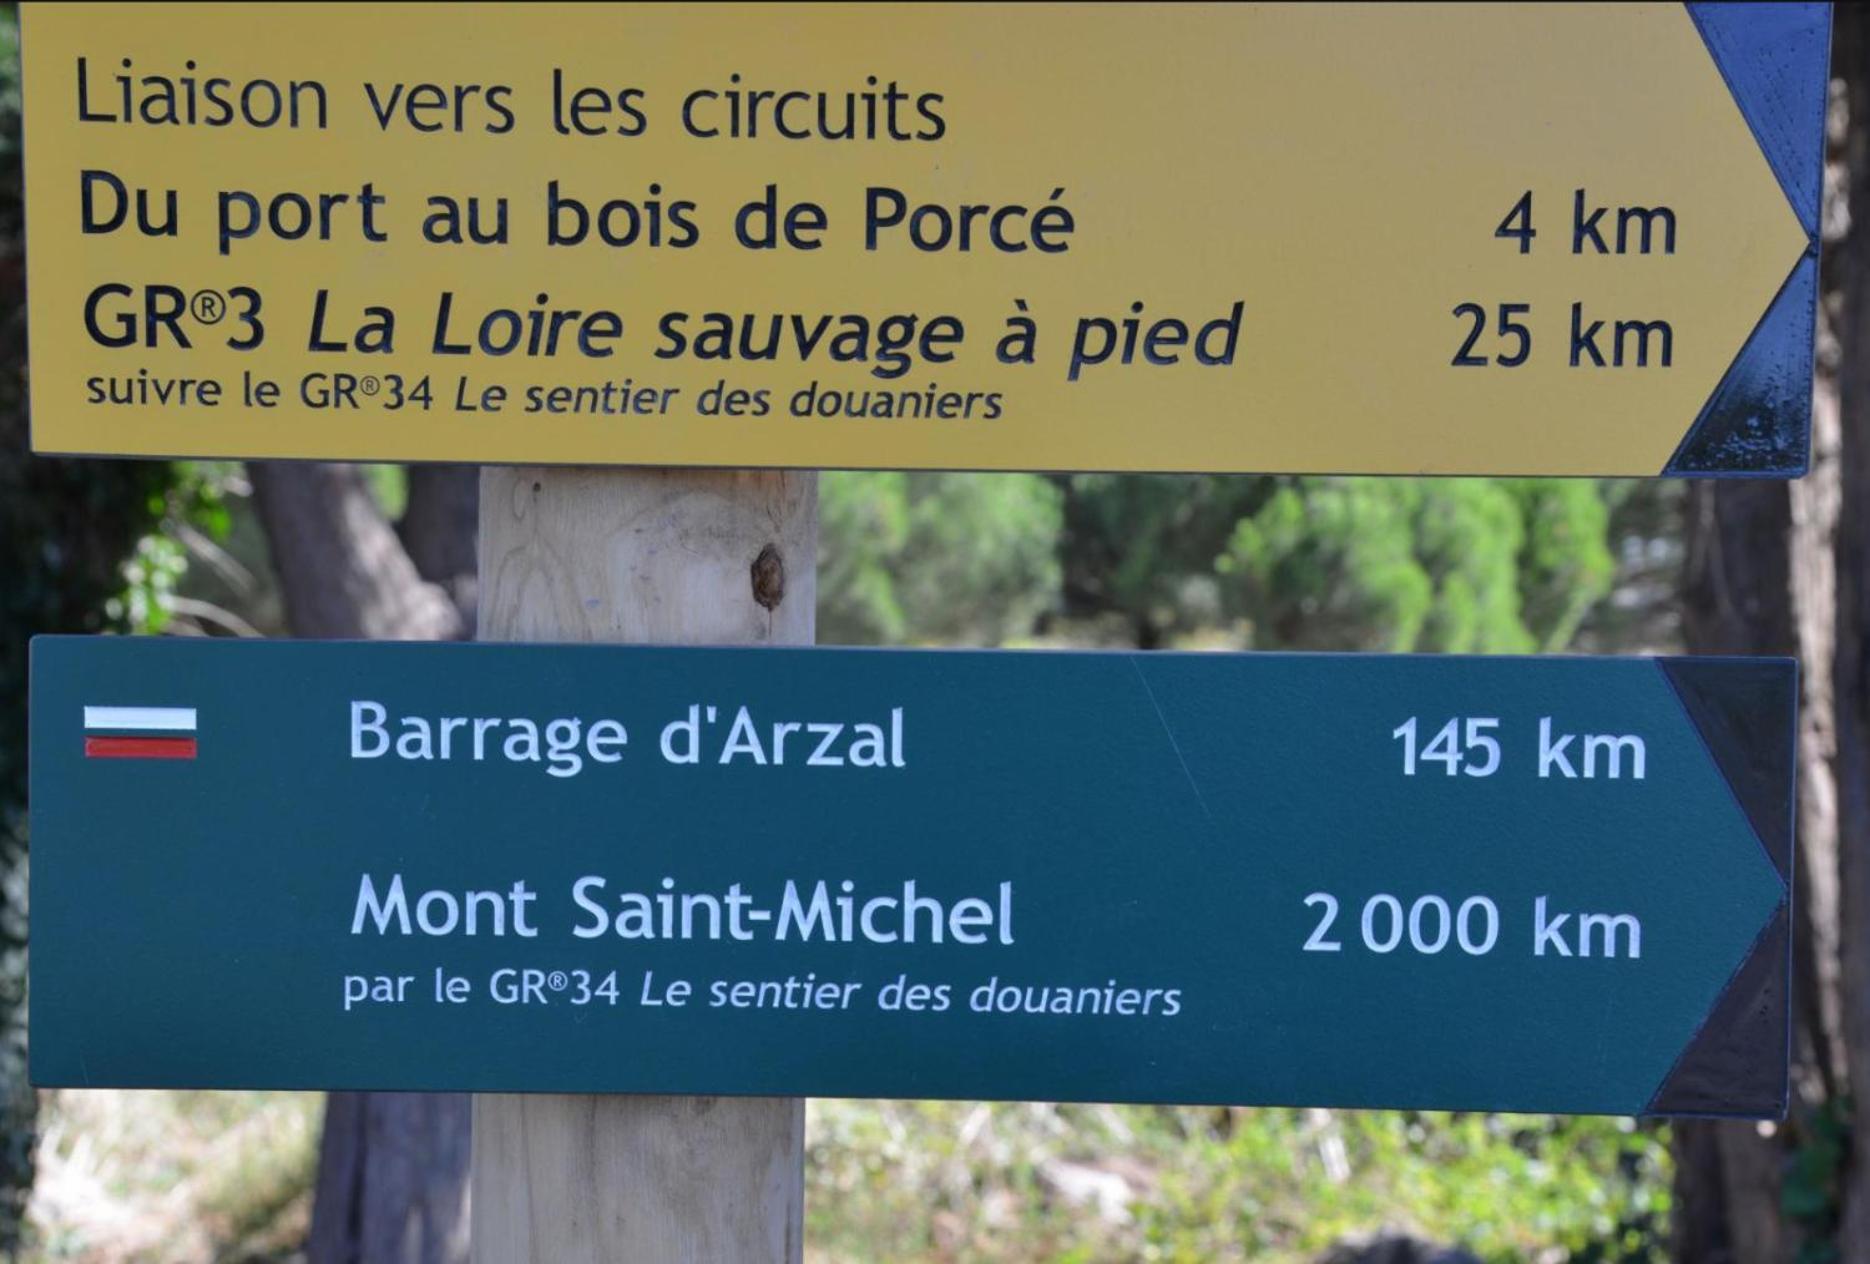 Liaison vers les circuits
Du port au bois de Porcé 4 km
GR®3 La Loire sauvage à pied 25 km
suivre le GR®34 Le sentier des douaniers
Barrage d'Arzal 145 km
Mont Saint-Michel 2 000 km
par le GR®34 Le sentier des douaniers